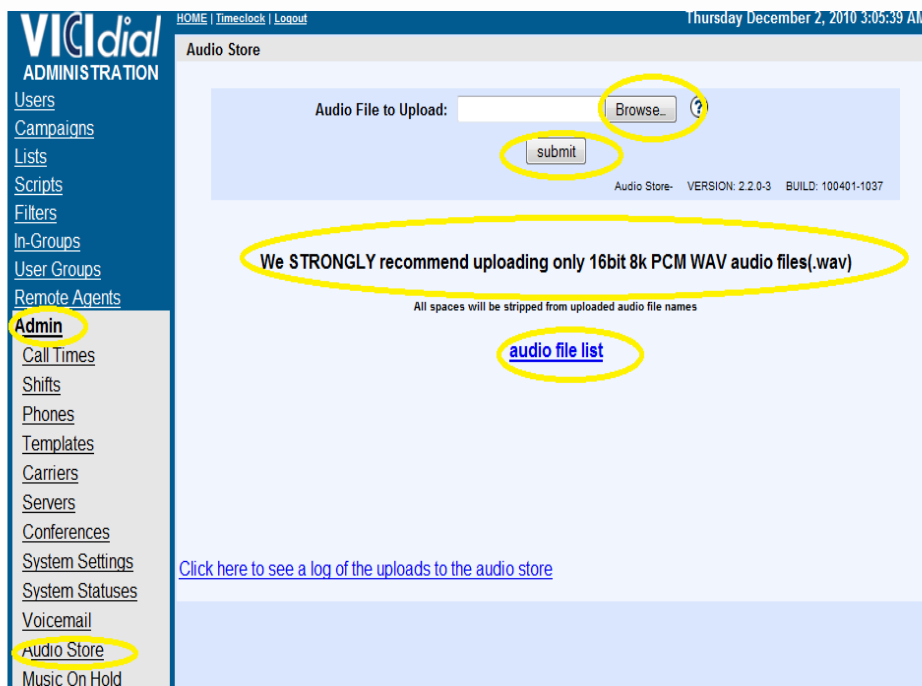 HOME | Timeclock | Logout
Thursday December 2, 2010 3:05:39 AM
VICIdial
ADMINISTRATION
Users
Campaigns
Lists
Scripts
Filters
In-Groups
User Groups
Remote Agents
Admin
Call Times
Shifts
Phones
Templates
Carriers
Servers
Conferences
System Settings
System Statuses
Voicemail
Audio Store
Music On Hold
Audio Store
Audio File to Upload:
Browse...
?
submit
Audio Store- VERSION: 2.2.0-3 BUILD: 100401-1037
We STRONGLY recommend uploading only 16bit 8k PCM WAV audio files(.wav)
All spaces will be stripped from uploaded audio file names
audio file list
Click here to see a log of the uploads to the audio store